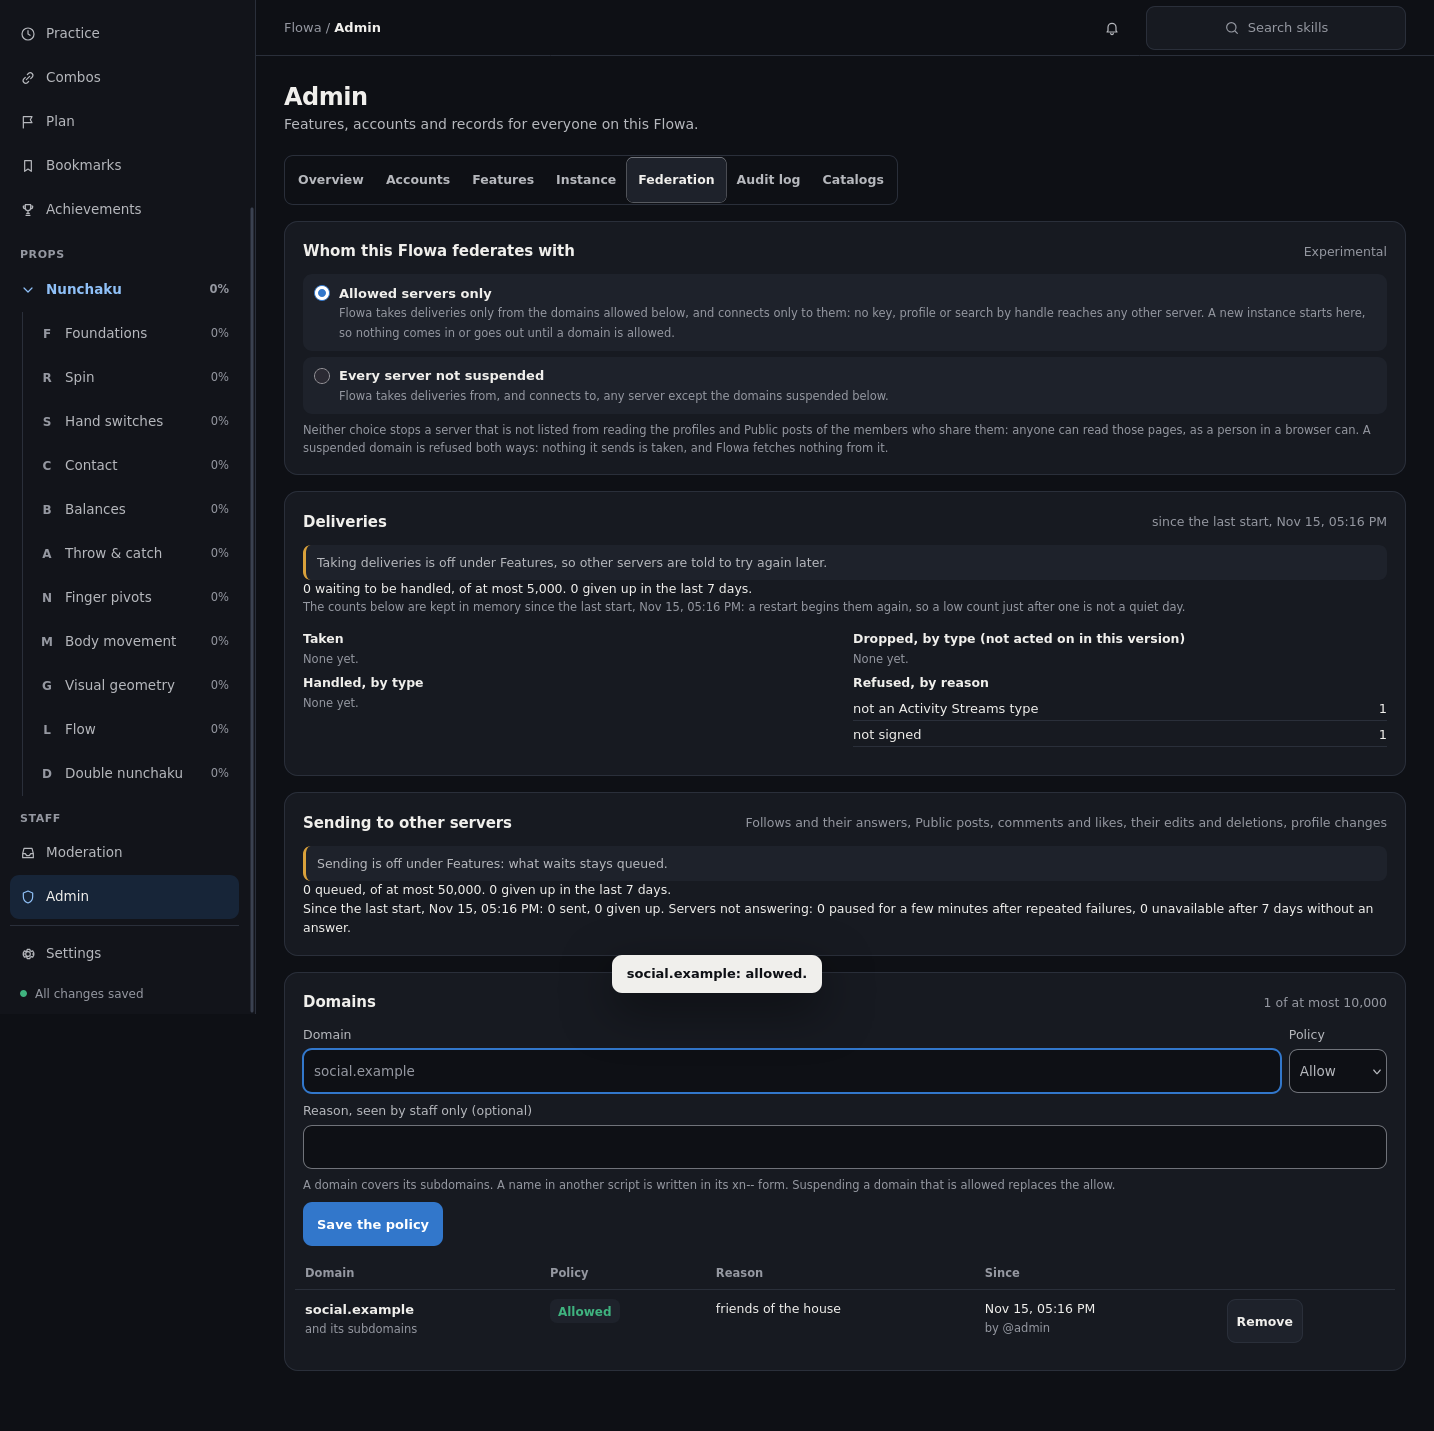 Practice
Combos
Plan
Bookmarks
Achievements
PROPS
Nunchaku 0%
F Foundations 0%
R Spin 0%
S Hand switches 0%
C Contact 0%
B Balances 0%
A Throw & catch 0%
N Finger pivots 0%
M Body movement 0%
G Visual geometry 0%
L Flow 0%
D Double nunchaku 0%
STAFF
Moderation
Admin
Settings
All changes saved
Flowa / Admin
Search skills
Admin
Features, accounts and records for everyone on this Flowa.
Overview Accounts Features Instance Federation Audit log Catalogs
Whom this Flowa federates with Experimental
Allowed servers only
Flowa takes deliveries only from the domains allowed below, and connects only to them: no key, profile or search by handle reaches any other server. A new instance starts here,
so nothing comes in or goes out until a domain is allowed.
Every server not suspended
Flowa takes deliveries from, and connects to, any server except the domains suspended below.
Neither choice stops a server that is not listed from reading the profiles and Public posts of the members who share them: anyone can read those pages, as a person in a browser can. A
suspended domain is refused both ways: nothing it sends is taken, and Flowa fetches nothing from it.
Deliveries since the last start, Nov 15, 05:16 PM
Taking deliveries is off under Features, so other servers are told to try again later.
0 waiting to be handled, of at most 5,000. 0 given up in the last 7 days.
The counts below are kept in memory since the last start, Nov 15, 05:16 PM: a restart begins them again, so a low count just after one is not a quiet day.
Taken
None yet.
Handled, by type
None yet.
Dropped, by type (not acted on in this version)
None yet.
Refused, by reason
not an Activity Streams type 1
not signed 1
Sending to other servers Follows and their answers, Public posts, comments and likes, their edits and deletions, profile changes
Sending is off under Features: what waits stays queued.
0 queued, of at most 50,000. 0 given up in the last 7 days.
Since the last start, Nov 15, 05:16 PM: 0 sent, 0 given up. Servers not answering: 0 paused for a few minutes after repeated failures, 0 unavailable after 7 days without an
answer.
social.example: allowed.
Domains 1 of at most 10,000
Domain Policy
social.example Allow
Reason, seen by staff only (optional)
A domain covers its subdomains. A name in another script is written in its xn-- form. Suspending a domain that is allowed replaces the allow.
Save the policy
Domain Policy Reason Since
social.example Allowed friends of the house Nov 15, 05:16 PM Remove
and its subdomains by @admin